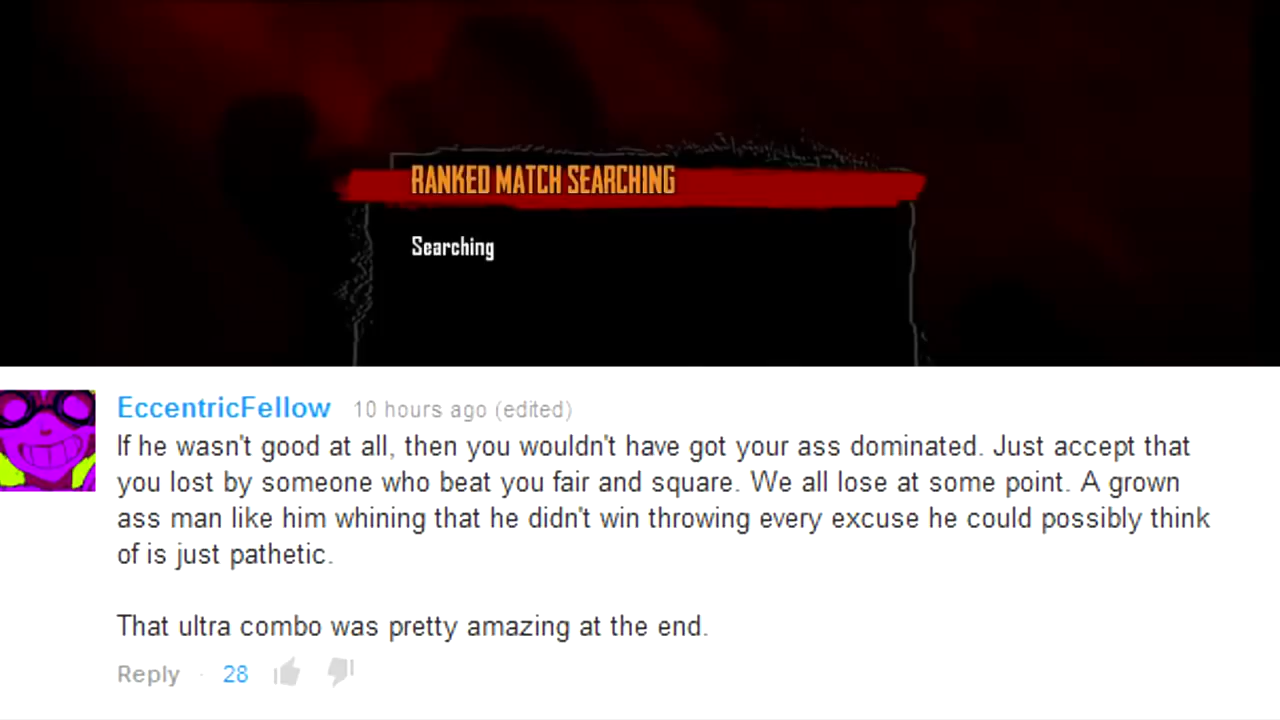 RANKED MATCH SEARCHING
Searching
EccentricFellow 10 hours ago (edited)
If he wasn't good at all, then you wouldn't have got your ass dominated. Just accept that
you lost by someone who beat you fair and square. We all lose at some point. A grown
ass man like him whining that he didn't win throwing every excuse he could possibly think
of is just pathetic.
That ultra combo was pretty amazing at the end.
Reply · 28